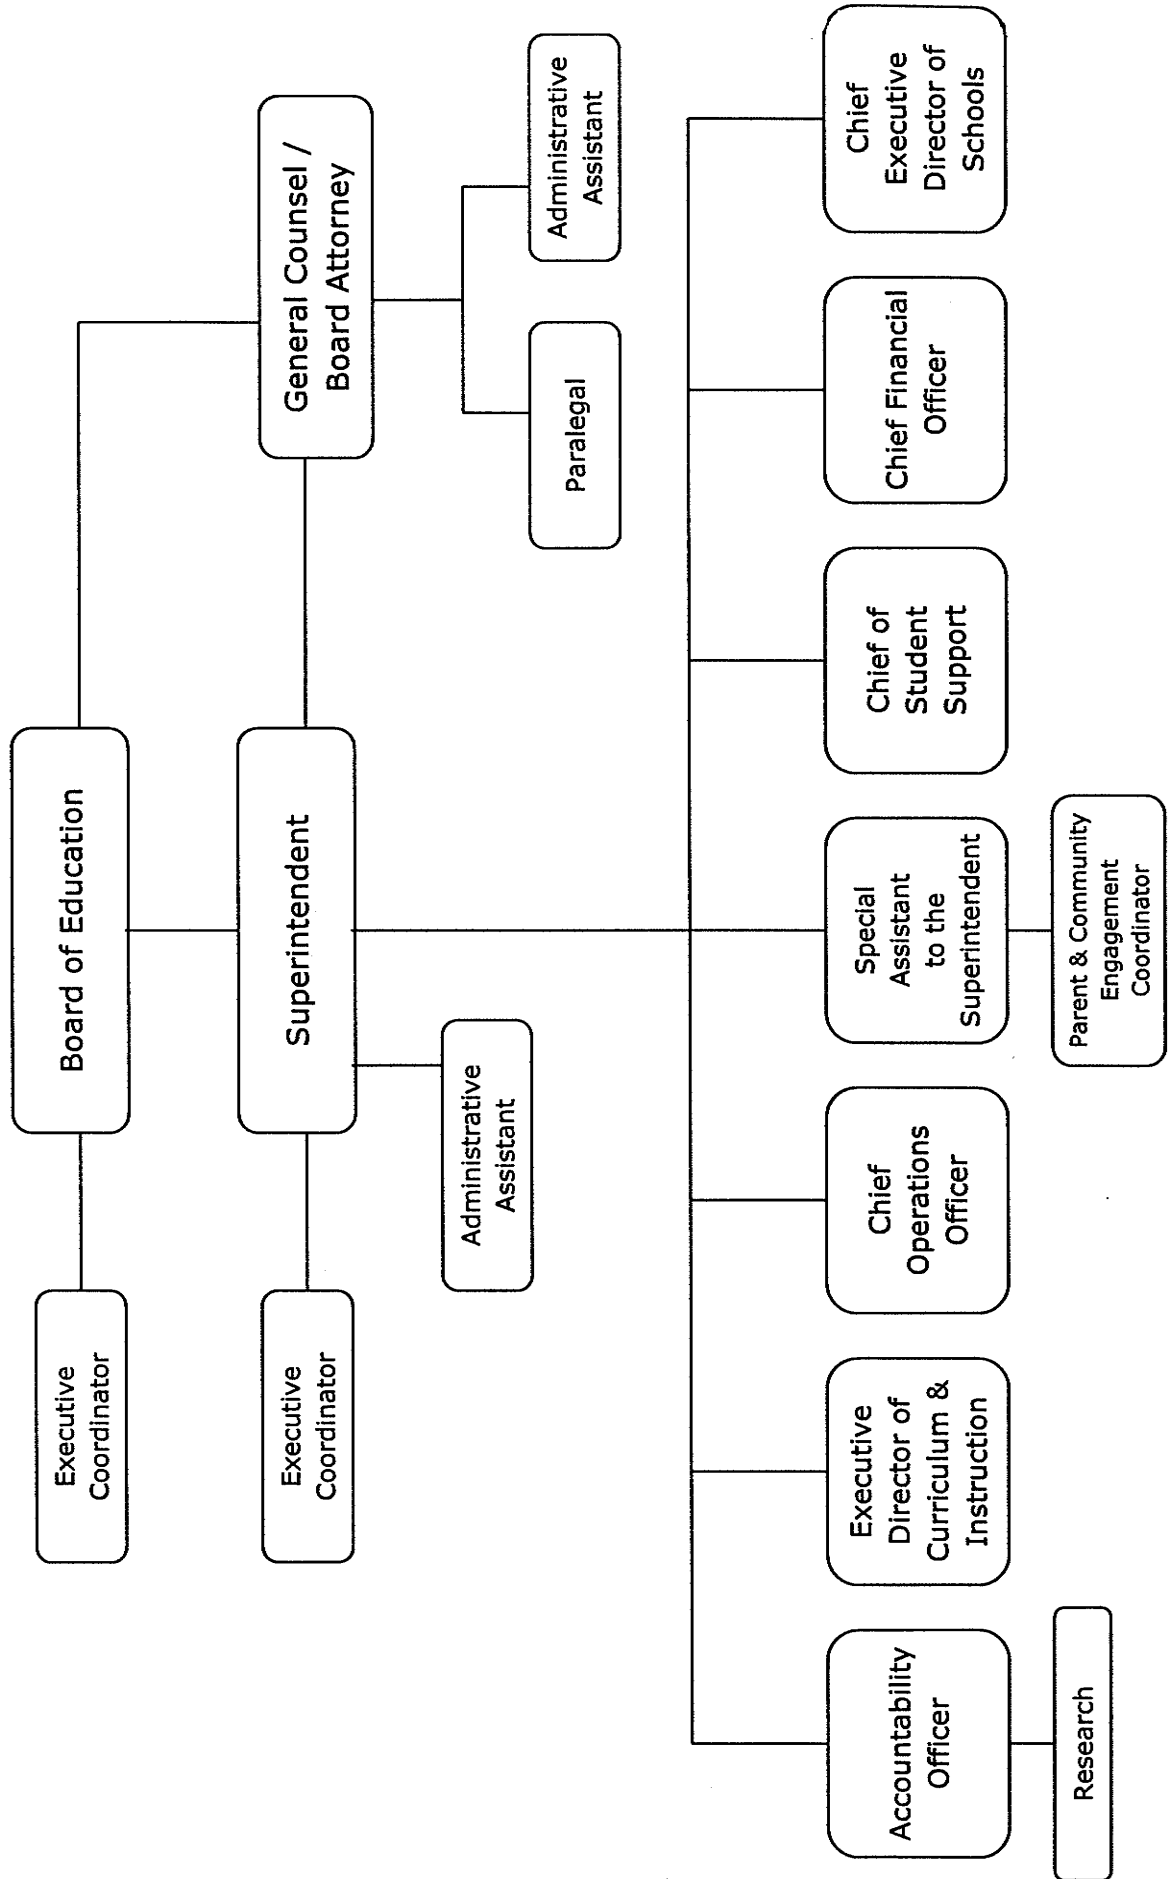 Board of Education
Executive
Coordinator
General Counsel /
Board Attorney
Superintendent
Executive
Coordinator
Administrative
Assistant
Paralegal
Administrative
Assistant
Accountability
Officer
Executive
Director of
Curriculum &
Instruction
Chief
Operations
Officer
Special
Assistant
to the
Superintendent
Chief of
Student
Support
Chief Financial
Officer
Chief
Executive
Director of
Schools
Research
Parent & Community
Engagement
Coordinator